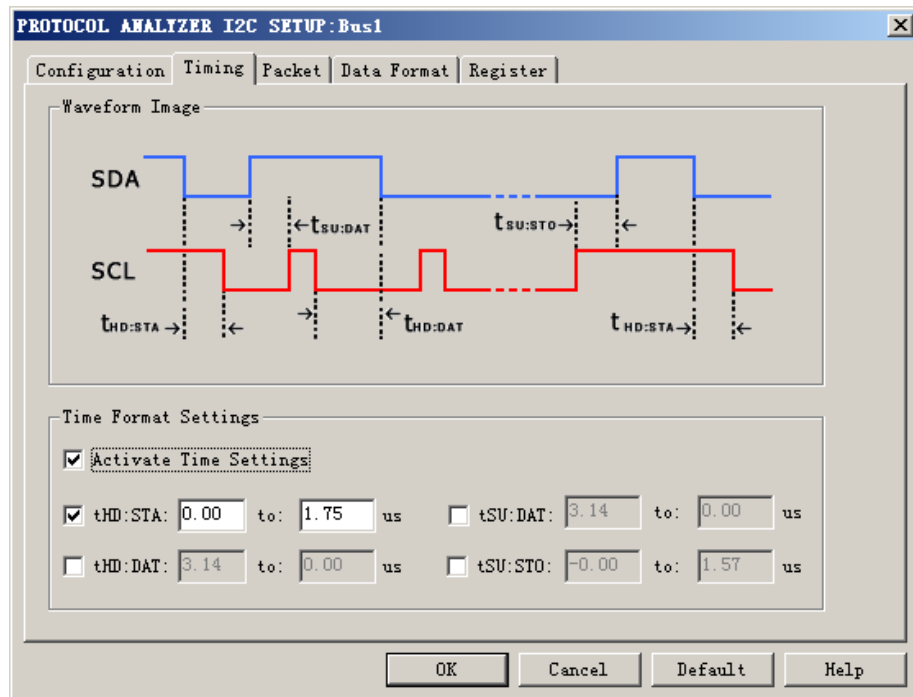 PROTOCOL ANALYZER I2C SETUP:Bus1
Configuration Timing Packet Data Format Register
Waveform Image
SDA
tSU:DAT tSU:STO
SCL
tHD:STA tHD:DAT tHD:STA
Time Format Settings
Activate Time Settings
tHD:STA: 0.00 to: 1.75 us tSU:DAT: 3.14 to: 0.00 us
tHD:DAT: 3.14 to: 0.00 us tSU:STO: -0.00 to: 1.57 us
OK Cancel Default Help